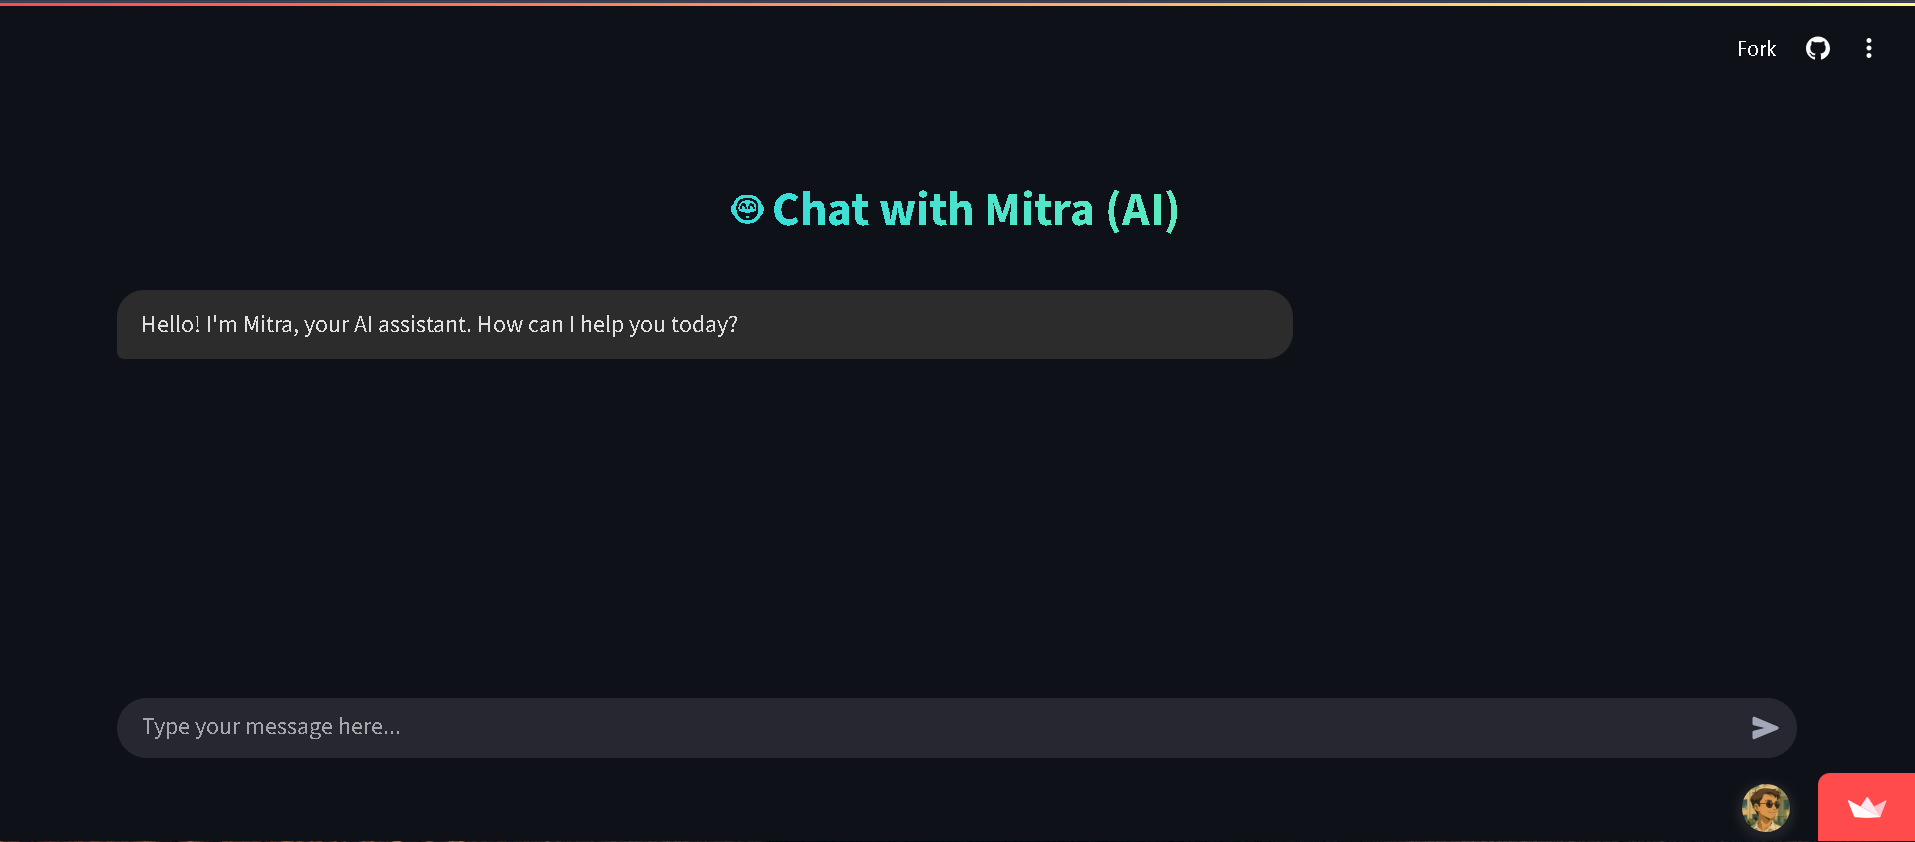 Fork
Chat with Mitra (AI)
Hello! I'm Mitra, your AI assistant. How can I help you today?
Type your message here...